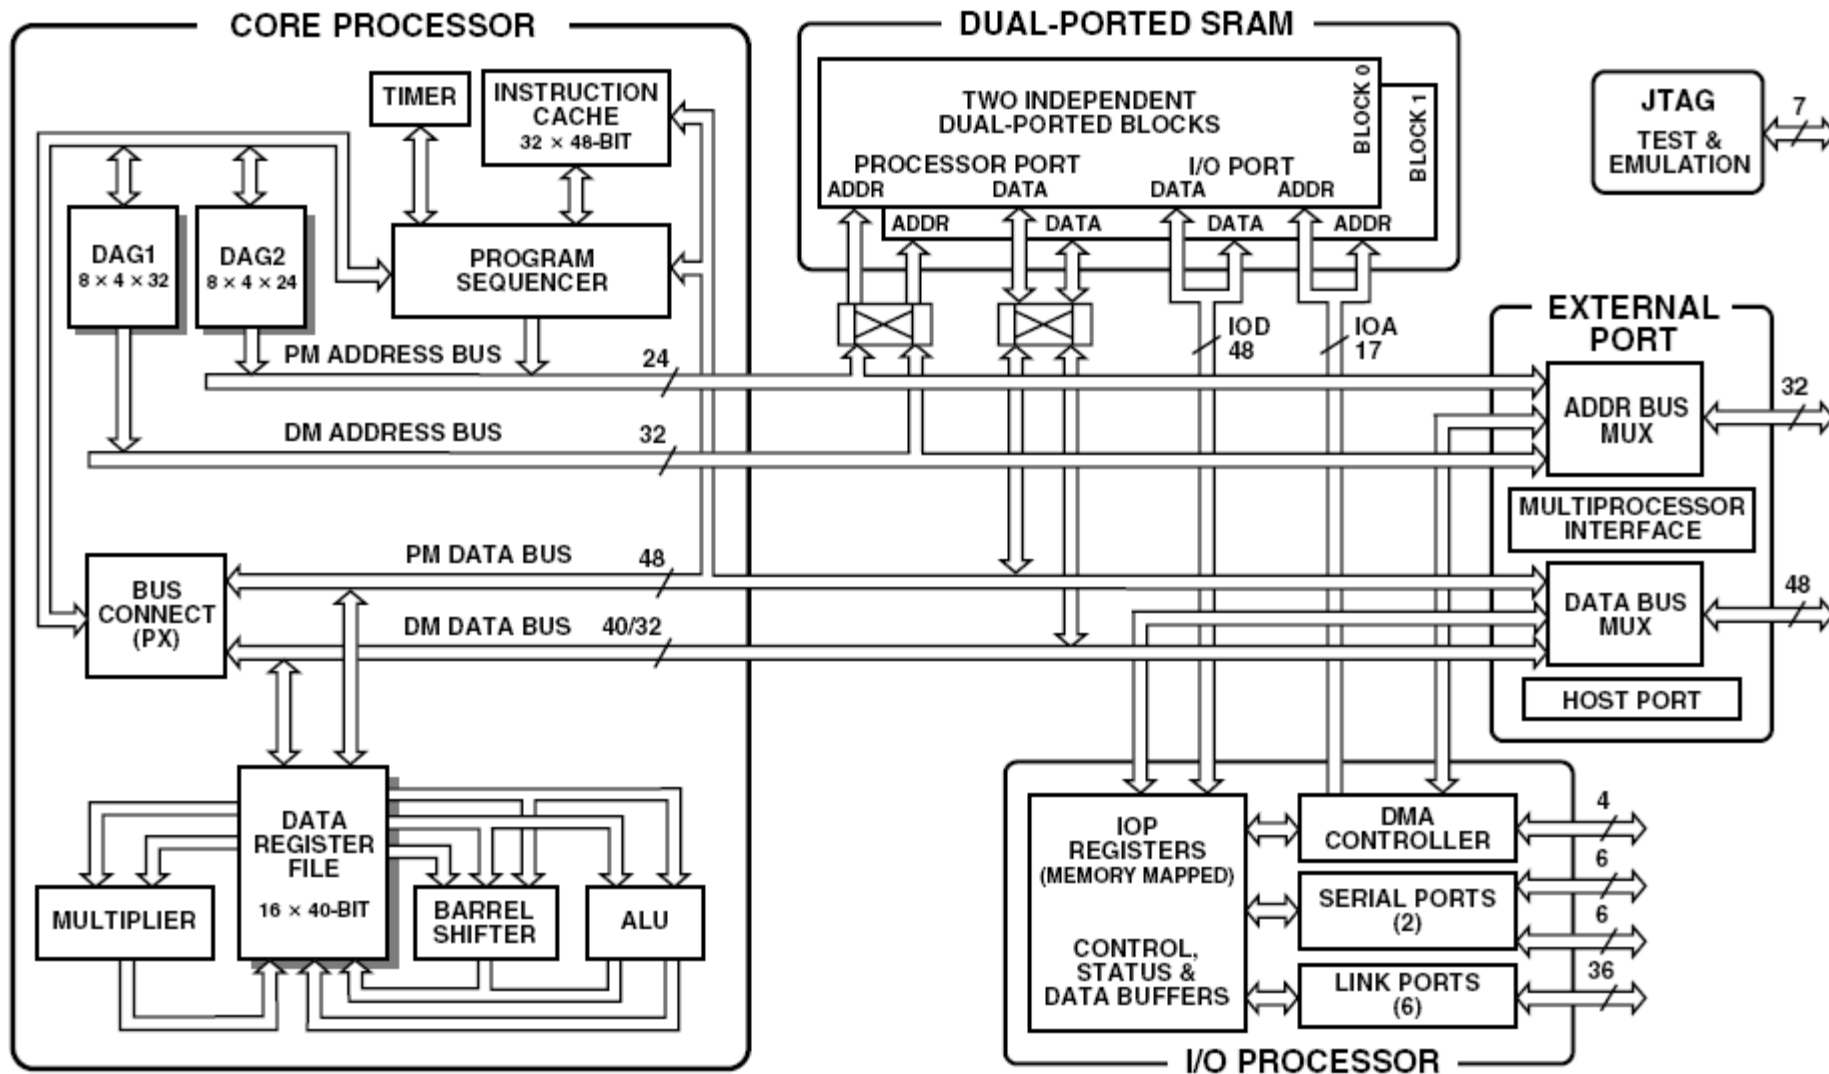 CORE PROCESSOR
TIMER
INSTRUCTION
CACHE
32 × 48-BIT
DAG1
8 × 4 × 32
DAG2
8 × 4 × 24
PROGRAM
SEQUENCER
PM ADDRESS BUS
24
DM ADDRESS BUS
32
BUS
CONNECT
(PX)
PM DATA BUS
48
DM DATA BUS
40/32
DATA
REGISTER
FILE
16 × 40-BIT
MULTIPLIER
BARREL
SHIFTER
ALU
DUAL-PORTED SRAM
TWO INDEPENDENT
DUAL-PORTED BLOCKS
BLOCK 0
BLOCK 1
PROCESSOR PORT
I/O PORT
ADDR
DATA
DATA
ADDR
ADDR
DATA
DATA
ADDR
IOD
48
IOA
17
JTAG
TEST &
EMULATION
7
EXTERNAL
PORT
ADDR BUS
MUX
32
MULTIPROCESSOR
INTERFACE
DATA BUS
MUX
48
HOST PORT
IOP
REGISTERS
(MEMORY MAPPED)
CONTROL,
STATUS &
DATA BUFFERS
DMA
CONTROLLER
4
SERIAL PORTS
(2)
6
6
LINK PORTS
(6)
36
I/O PROCESSOR